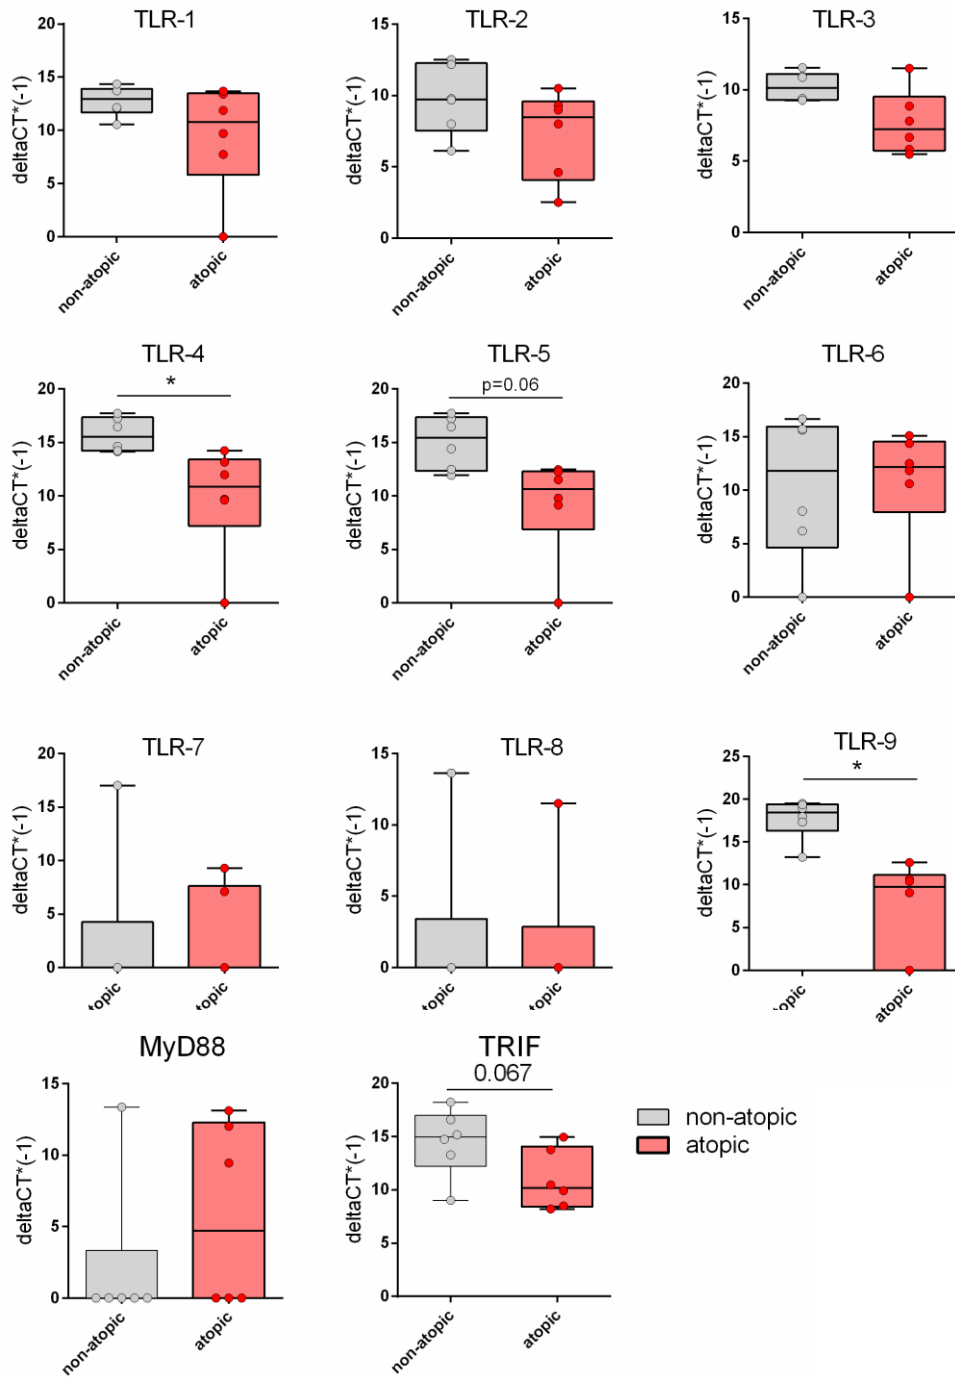 TLR-1
TLR-2
TLR-3
20
15
10
5
0
deltaCT*(-1)
non-atopic
atopic
15
10
5
0
deltaCT*(-1)
non-atopic
atopic
15
10
5
0
deltaCT*(-1)
non-atopic
atopic
TLR-4
TLR-5
TLR-6
20
15
10
5
0
deltaCT*(-1)
*
non-atopic
atopic
20
15
10
5
0
deltaCT*(-1)
p=0.06
non-atopic
atopic
20
15
10
5
0
deltaCT*(-1)
non-atopic
atopic
TLR-7
TLR-8
TLR-9
20
15
10
5
0
deltaCT*(-1)
atopic
15
10
5
0
deltaCT*(-1)
atopic
25
20
15
10
5
0
deltaCT*(-1)
*
atopic
MyD88
TRIF
15
10
5
0
deltaCT*(-1)
non-atopic
atopic
20
15
10
5
0
deltaCT*(-1)
0.067
non-atopic
atopic
non-atopic
atopic